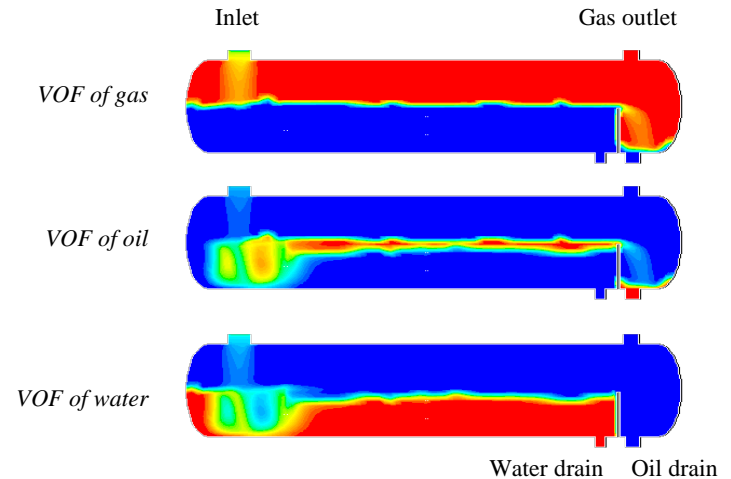 Inlet Gas outlet
VOF of gas
VOF of oil
VOF of water
Water drain Oil drain